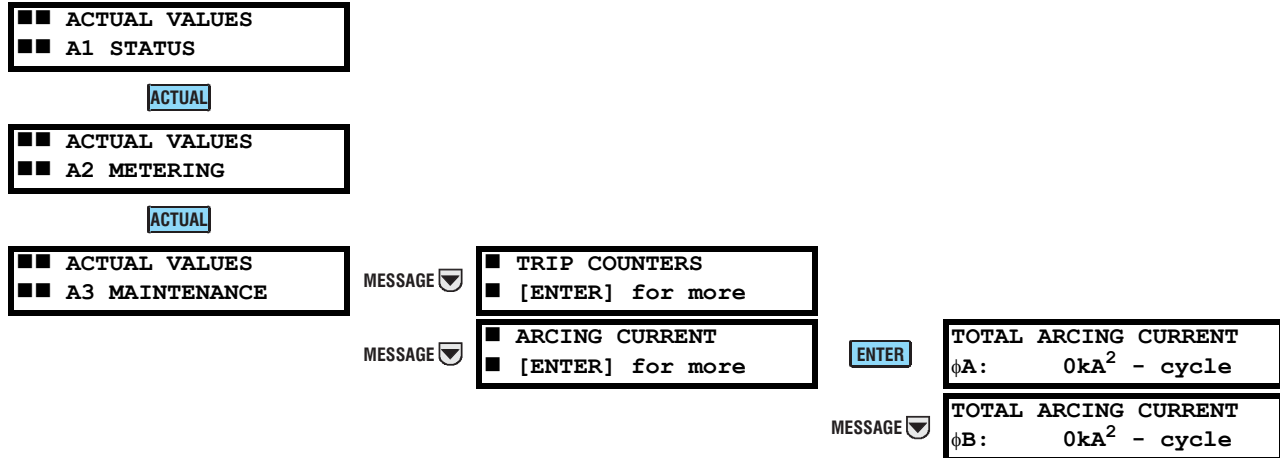 ■■ ACTUAL VALUES
■■ A1 STATUS
ACTUAL
■■ ACTUAL VALUES
■■ A2 METERING
ACTUAL
■■ ACTUAL VALUES
■■ A3 MAINTENANCE
MESSAGE
■ TRIP COUNTERS
■ [ENTER] for more
MESSAGE
■ ARCING CURRENT
■ [ENTER] for more
ENTER
TOTAL ARCING CURRENT
ϕA: 0kA² - cycle
MESSAGE
TOTAL ARCING CURRENT
ϕB: 0kA² - cycle